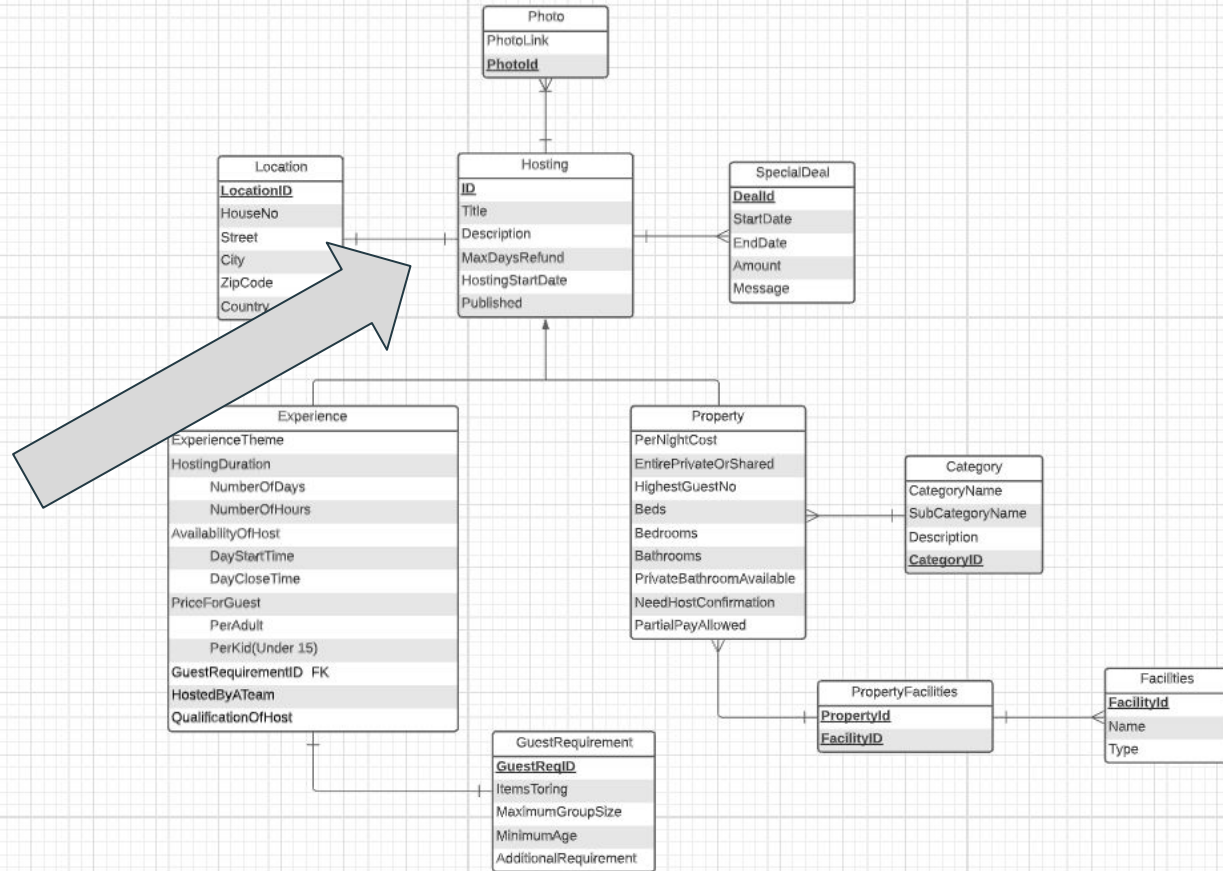 Photo
PhotoLink
PhotoId
Location
LocationID
HouseNo
Street
City
ZipCode
Country
Hosting
ID
Title
Description
MaxDaysRefund
HostingStartDate
Published
SpecialDeal
DealId
StartDate
EndDate
Amount
Message
Experience
ExperienceTheme
HostingDuration
NumberOfDays
NumberOfHours
AvailabilityOfHost
DayStartTime
DayCloseTime
PriceForGuest
PerAdult
PerKid(Under 15)
GuestRequirementID FK
HostedByATeam
QualificationOfHost
Property
PerNightCost
EntirePrivateOrShared
HighestGuestNo
Beds
Bedrooms
Bathrooms
PrivateBathroomAvailable
NeedHostConfirmation
PartialPayAllowed
Category
CategoryName
SubCategoryName
Description
CategoryID
PropertyFacilities
PropertyId
FacilityID
Facilities
FacilityId
Name
Type
GuestRequirement
GuestReqID
ItemsToring
MaximumGroupSize
MinimumAge
AdditionalRequirement